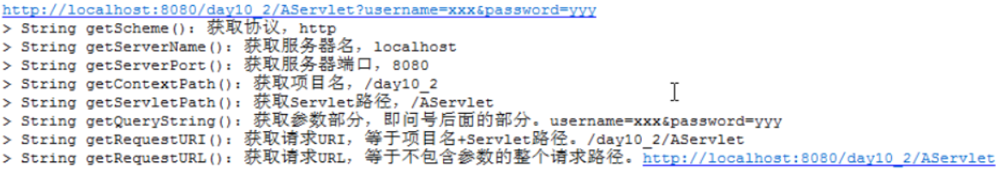 http://localhost:8080/day10_2/AServlet?username=xxx&password=yyy
> String getScheme(): 获取协议, http
> String getServerName(): 获取服务器名, localhost
> String getServerPort(): 获取服务器端口, 8080
> String getContextPath(): 获取项目名, /day10_2
> String getServletPath(): 获取Servlet路径, /AServlet
> String getQueryString(): 获取参数部分, 即问号后面的部分。username=xxx&password=yyy
> String getRequestURI(): 获取请求URI, 等于项目名+Servlet路径。/day10_2/AServlet
> String getRequestURL(): 获取请求URL, 等于不包含参数的整个请求路径。http://localhost:8080/day10_2/AServlet